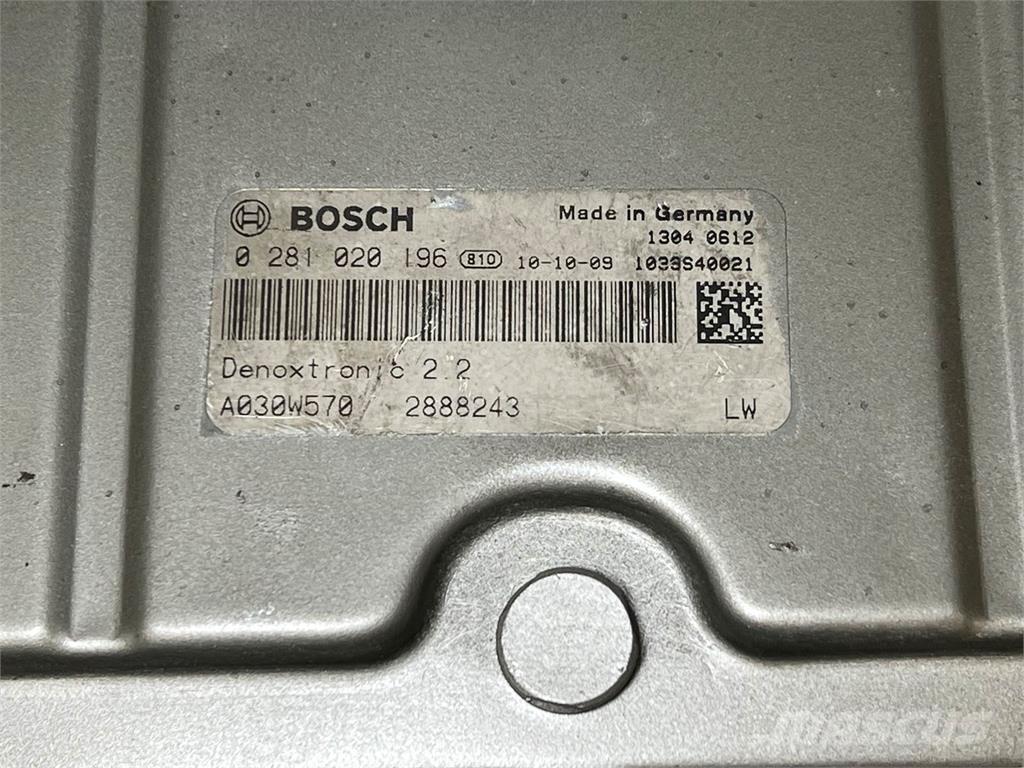 BOSCH
Made in Germany
1304 0612
0 281 020 196 810 10-10-09 1033S40021
Denoxtronic 2.2
A030W570 2888243 LW
MASCUS